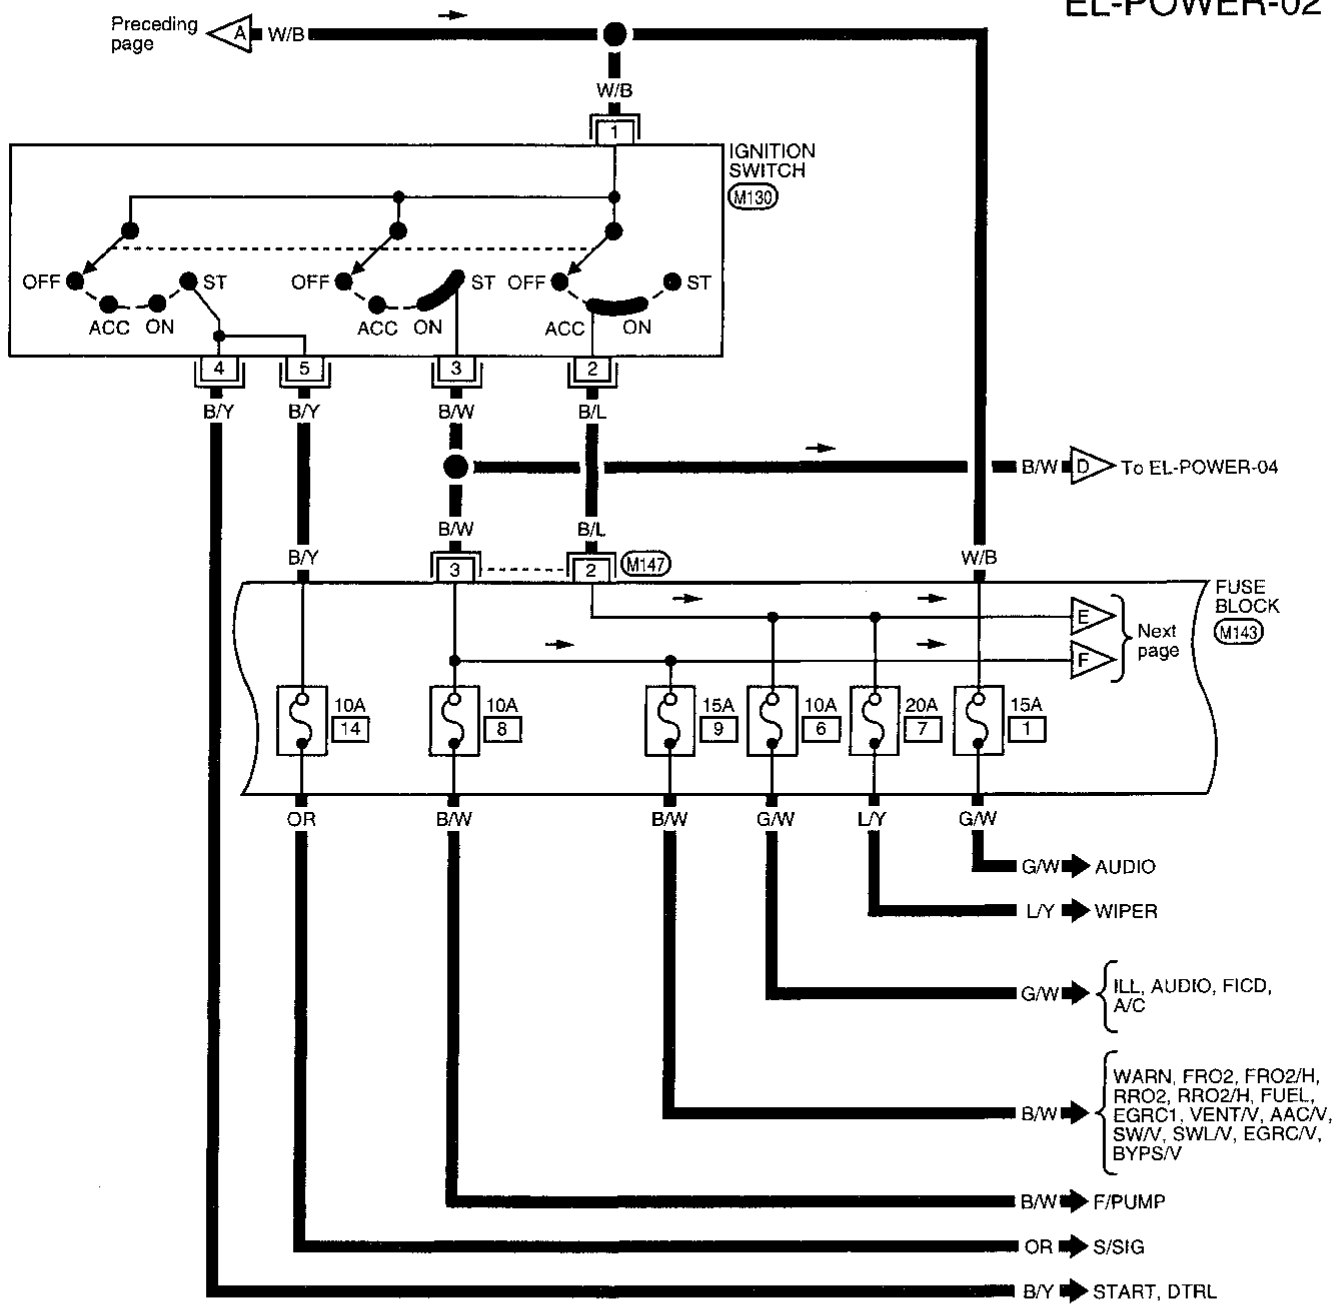 EL-POWER-02
Preceding
page
A
W/B
W/B
1
IGNITION
SWITCH
M130
OFF
ST
OFF
ST
OFF
ST
ACC
ON
ACC
ON
ACC
ON
4
5
3
2
B/Y
B/Y
B/W
B/L
B/W
D
To EL-POWER-04
B/W
B/L
B/Y
W/B
3
2
M147
FUSE
BLOCK
M143
E
F
Next
page
10A
14
10A
8
15A
9
10A
6
20A
7
15A
1
OR
B/W
B/W
G/W
L/Y
G/W
G/W
AUDIO
L/Y
WIPER
G/W
ILL, AUDIO, FICD,
A/C
B/W
WARN, FRO2, FRO2/H,
RRO2, RRO2/H, FUEL,
EGRC1, VENT/V, AAC/V,
SW/V, SWL/V, EGRC/V,
BYPS/V
B/W
F/PUMP
OR
S/SIG
B/Y
START, DTRL